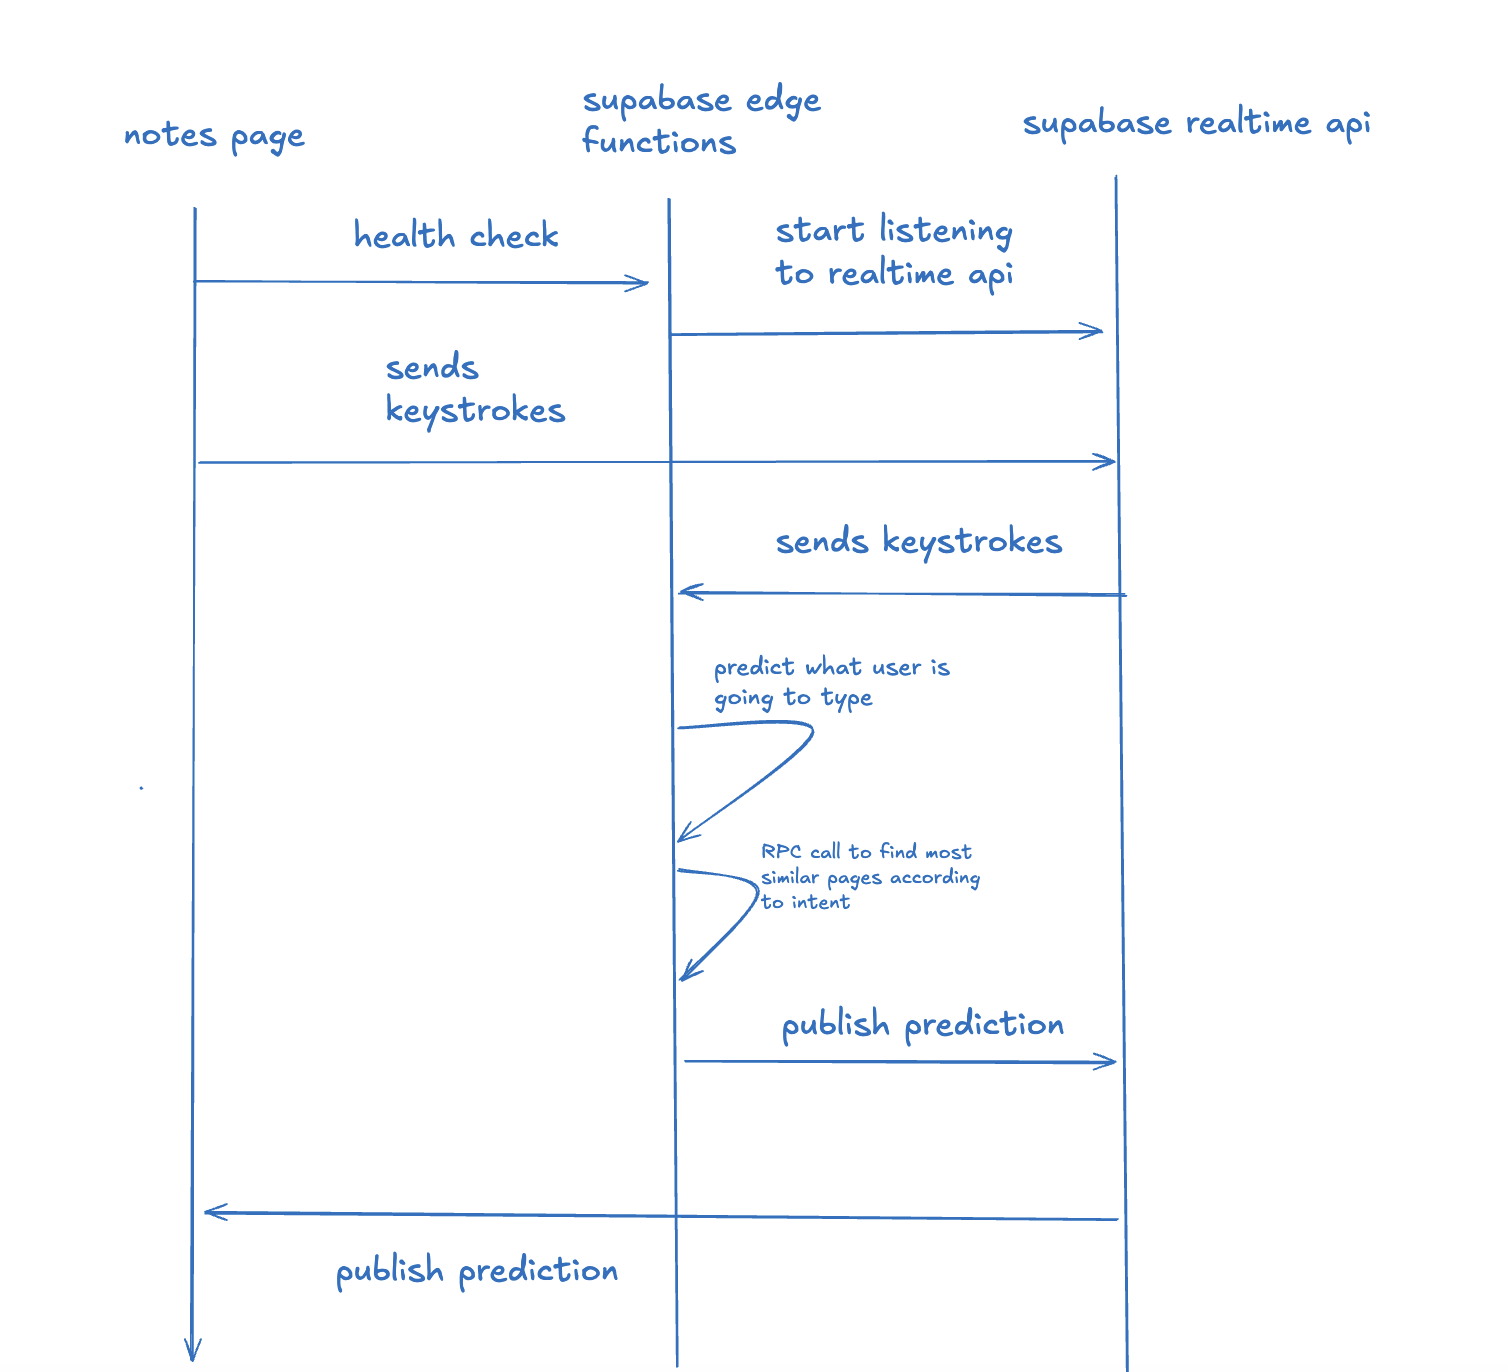 supabase edge
functions
notes page
supabase realtime api
health check
start listening
to realtime api
sends
keystrokes
sends keystrokes
predict what user is
going to type
RPC call to find most
similar pages according
to intent
publish prediction
publish prediction